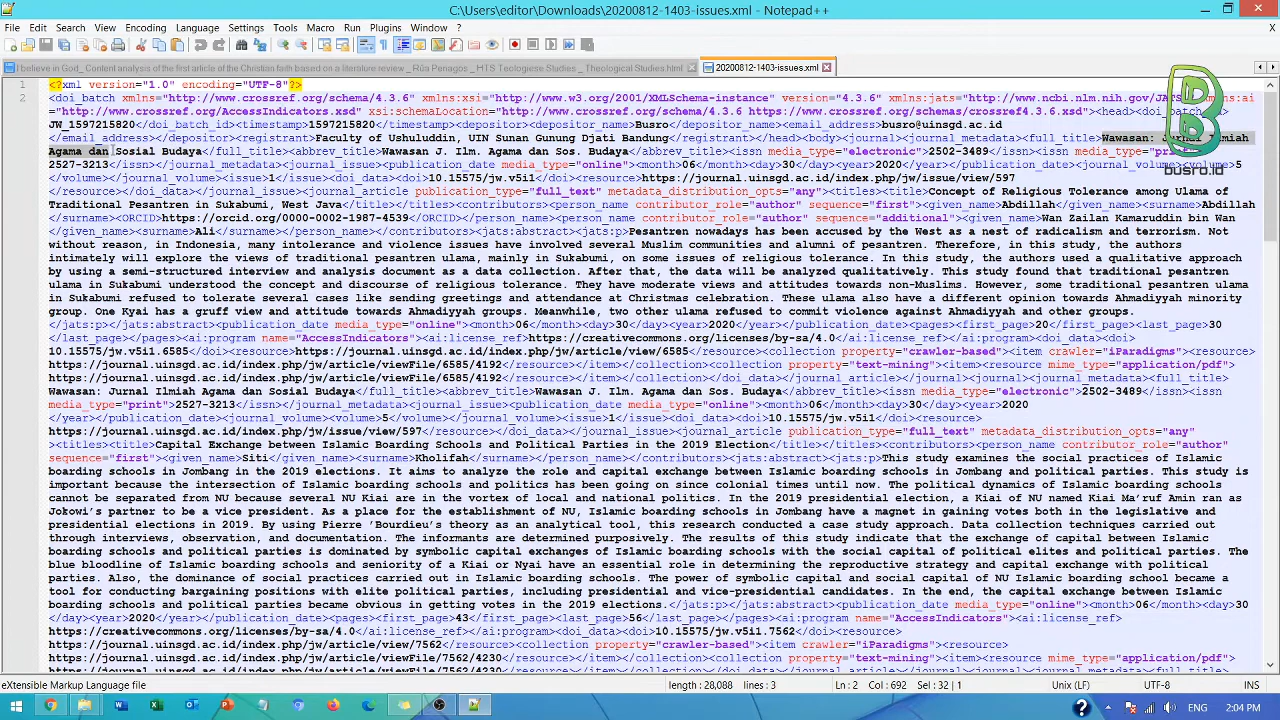 C:\Users\editor\Downloads\20200812-1403-issues.xml - Notepad++
File Edit Search View Encoding Language Settings Tools Macro Run Plugins Window ?
I believe in God_ Content analysis of the first article of the Christian faith based on a literature review _ Rúa Penagos _ HTS Teologiese Studies _ Theological Studies.html 20200812-1403-issues.xml
1 <?xml version="1.0" encoding="UTF-8"?>
2 <doi_batch xmlns="http://www.crossref.org/schema/4.3.6" xmlns:xsi="http://www.w3.org/2001/XMLSchema-instance" version="4.3.6" xmlns:jats="http://www.ncbi.nlm.nih.gov/JATS xmlns:ai
="http://www.crossref.org/AccessIndicators.xsd" xsi:schemaLocation="http://www.crossref.org/schema/4.3.6 https://www.crossref.org/schemas/crossref4.3.6.xsd"><head><doi_batch_id>
JW_1597215820</doi_batch_id><timestamp>1597215820</timestamp><depositor><depositor_name>Busro</depositor_name><email_address>busro@uinsgd.ac.id
</email_address></depositor><registrant>Faculty of Ushuluddin, UIN Sunan Gunung Djati Bandung</registrant></head><body><journal><journal_metadata><full_title>Wawasan: Jurnal Ilmiah
Agama dan Sosial Budaya</full_title><abbrev_title>Wawasan J. Ilm. Agama dan Sos. Budaya</abbrev_title><issn media_type="electronic">2502-3489</issn><issn media_type="print">
2527-3213</issn></journal_metadata><journal_issue><publication_date media_type="online"><month>06</month><day>30</day><year>2020</year></publication_date><journal_volume><volume>5
</volume></journal_volume><issue>1</issue><doi_data><doi>10.15575/jw.v5i1</doi><resource>https://journal.uinsgd.ac.id/index.php/jw/issue/view/597
</resource></doi_data></journal_issue><journal_article publication_type="full_text" metadata_distribution_opts="any"><titles><title>Concept of Religious Tolerance among Ulama of
Traditional Pesantren in Sukabumi, West Java</title></titles><contributors><person_name contributor_role="author" sequence="first"><given_name>Abdillah</given_name><surname>Abdillah
</surname><ORCID>https://orcid.org/0000-0002-1987-4539</ORCID></person_name><person_name contributor_role="author" sequence="additional"><given_name>Wan Zailan Kamaruddin bin Wan
</given_name><surname>Ali</surname></person_name></contributors><jats:abstract><jats:p>Pesantren nowadays has been accused by the West as a nest of radicalism and terrorism. Not
without reason, in Indonesia, many intolerance and violence issues have involved several Muslim communities and alumni of pesantren. Therefore, in this study, the authors
intimately will explore the views of traditional pesantren ulama, mainly in Sukabumi, on some issues of religious tolerance. In this study, the authors used a qualitative approach
by using a semi-structured interview and analysis document as a data collection. After that, the data will be analyzed qualitatively. This study found that traditional pesantren
ulama in Sukabumi understood the concept and discourse of religious tolerance. They have moderate views and attitudes towards non-Muslims. However, some traditional pesantren ulama
in Sukabumi refused to tolerate several cases like sending greetings and attendance at Christmas celebration. These ulama also have a different opinion towards Ahmadiyyah minority
group. One Kyai has a gruff view and attitude towards Ahmadiyyah groups. Meanwhile, two other ulama refused to commit violence against Ahmadiyyah and other groups.
</jats:p></jats:abstract><publication_date media_type="online"><month>06</month><day>30</day><year>2020</year></publication_date><pages><first_page>20</first_page><last_page>30
</last_page></pages><ai:program name="AccessIndicators"><ai:license_ref>https://creativecommons.org/licenses/by-sa/4.0</ai:license_ref></ai:program><doi_data><doi>
10.15575/jw.v5i1.6585</doi><resource>https://journal.uinsgd.ac.id/index.php/jw/article/view/6585</resource><collection property="crawler-based"><item crawler="iParadigms"><resource>
https://journal.uinsgd.ac.id/index.php/jw/article/viewFile/6585/4192</resource></item></collection><collection property="text-mining"><item><resource mime_type="application/pdf">
https://journal.uinsgd.ac.id/index.php/jw/article/viewFile/6585/4192</resource></item></collection></doi_data></journal_article></journal><journal><journal_metadata><full_title>
Wawasan: Jurnal Ilmiah Agama dan Sosial Budaya</full_title><abbrev_title>Wawasan J. Ilm. Agama dan Sos. Budaya</abbrev_title><issn media_type="electronic">2502-3489</issn><issn
media_type="print">2527-3213</issn></journal_metadata><journal_issue><publication_date media_type="online"><month>06</month><day>30</day><year>2020
</year></publication_date><journal_volume><volume>5</volume></journal_volume><issue>1</issue><doi_data><doi>10.15575/jw.v5i1</doi><resource>
https://journal.uinsgd.ac.id/index.php/jw/issue/view/597</resource></doi_data></journal_issue><journal_article publication_type="full_text" metadata_distribution_opts="any"
><titles><title>Capital Exchange between Islamic Boarding Schools and Political Parties in the 2019 Election</title></titles><contributors><person_name contributor_role="author"
sequence="first"><given_name>Siti</given_name><surname>Kholifah</surname></person_name></contributors><jats:abstract><jats:p>This study examines the social practices of Islamic
boarding schools in Jombang in the 2019 elections. It aims to analyze the role and capital exchange between Islamic boarding schools in Jombang and political parties. This study is
important because the intersection of Islamic boarding schools and politics has been going on since colonial times until now. The political dynamics of Islamic boarding schools
cannot be separated from NU because several NU Kiai are in the vortex of local and national politics. In the 2019 presidential election, a Kiai of NU named Kiai Ma’ruf Amin ran as
Jokowi’s partner to be a vice president. As a place for the establishment of NU, Islamic boarding schools in Jombang have a magnet in gaining votes both in the legislative and
presidential elections in 2019. By using Pierre ’Bourdieu’s theory as an analytical tool, this research conducted a case study approach. Data collection techniques carried out
through interviews, observation, and documentation. The informants are determined purposively. The results of this study indicate that the exchange of capital between Islamic
boarding schools and political parties is dominated by symbolic capital exchanges of Islamic boarding schools with the social capital of political elites and political parties. The
blue bloodline of Islamic boarding schools and seniority of a Kiai or Nyai have an essential role in determining the reproductive strategy and capital exchange with political
parties. Also, the dominance of social practices carried out in Islamic boarding schools. The power of symbolic capital and social capital of NU Islamic boarding school became a
tool for conducting bargaining positions with elite political parties, including presidential and vice-presidential candidates. In the end, the exchange of capital between Islamic
boarding schools and political parties became obvious in getting votes in the 2019 elections.</jats:p></jats:abstract><publication_date media_type="online"><month>06</month><day>30
</day><year>2020</year></publication_date><pages><first_page>43</first_page><last_page>56</last_page></pages><ai:program name="AccessIndicators"><ai:license_ref>
https://creativecommons.org/licenses/by-sa/4.0</ai:license_ref></ai:program><doi_data><doi>10.15575/jw.v5i1.7562</doi><resource>
https://journal.uinsgd.ac.id/index.php/jw/article/view/7562</resource><collection property="crawler-based"><item crawler="iParadigms"><resource>
https://journal.uinsgd.ac.id/index.php/jw/article/viewFile/7562/4230</resource></item></collection><collection property="text-mining"><item><resource mime_type="application/pdf">
B
busro.id
eXtensible Markup Language file length : 28,088 lines : 3 Ln : 2 Col : 692 Sel : 32 | 1 Unix (LF) UTF-8 INS
ENG 2:04 PM